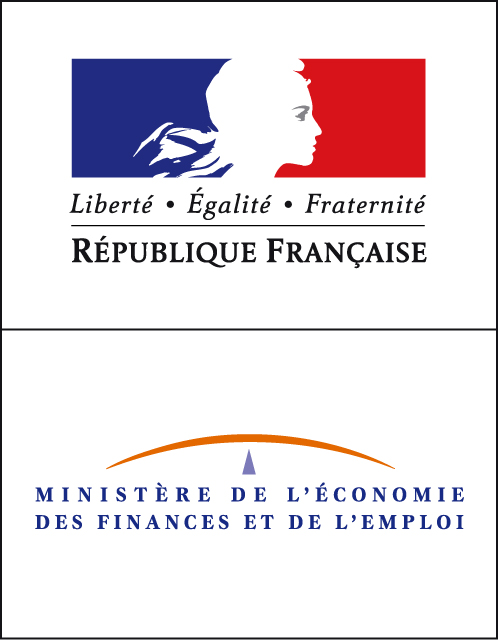 Liberté • Égalité • Fraternité
RÉPUBLIQUE FRANÇAISE
MINISTÈRE DE L’ÉCONOMIE
DES FINANCES ET DE L’EMPLOI